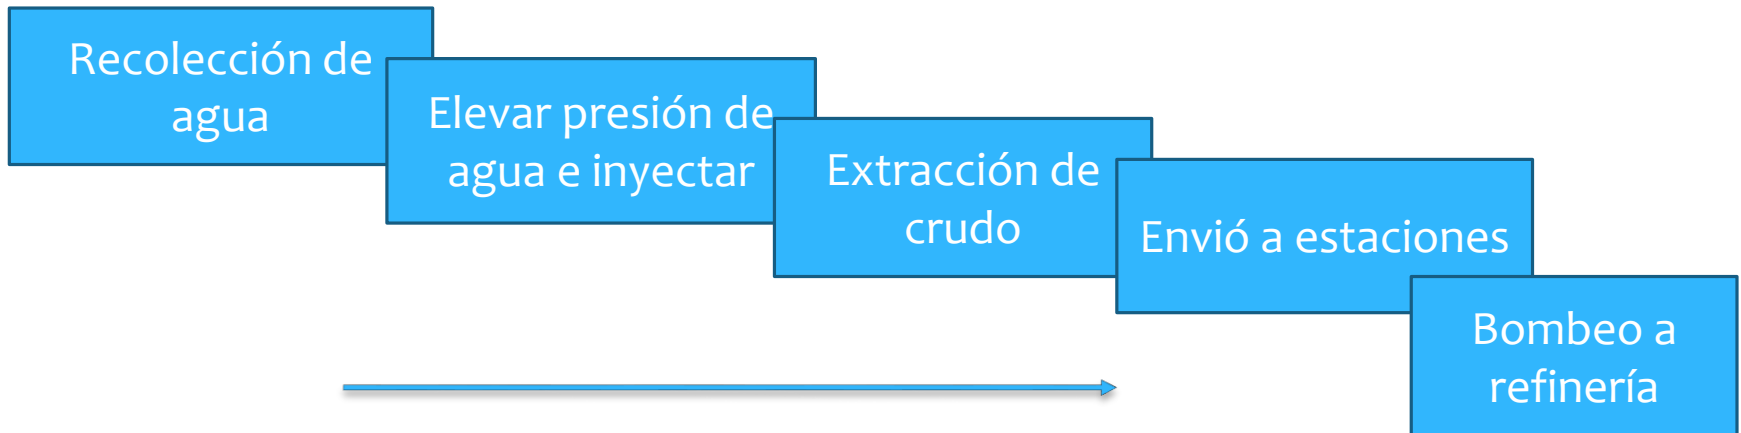 Recolección de
agua
Elevar presión de
agua e inyectar
Extracción de
crudo
Envió a estaciones
Bombeo a
refinería